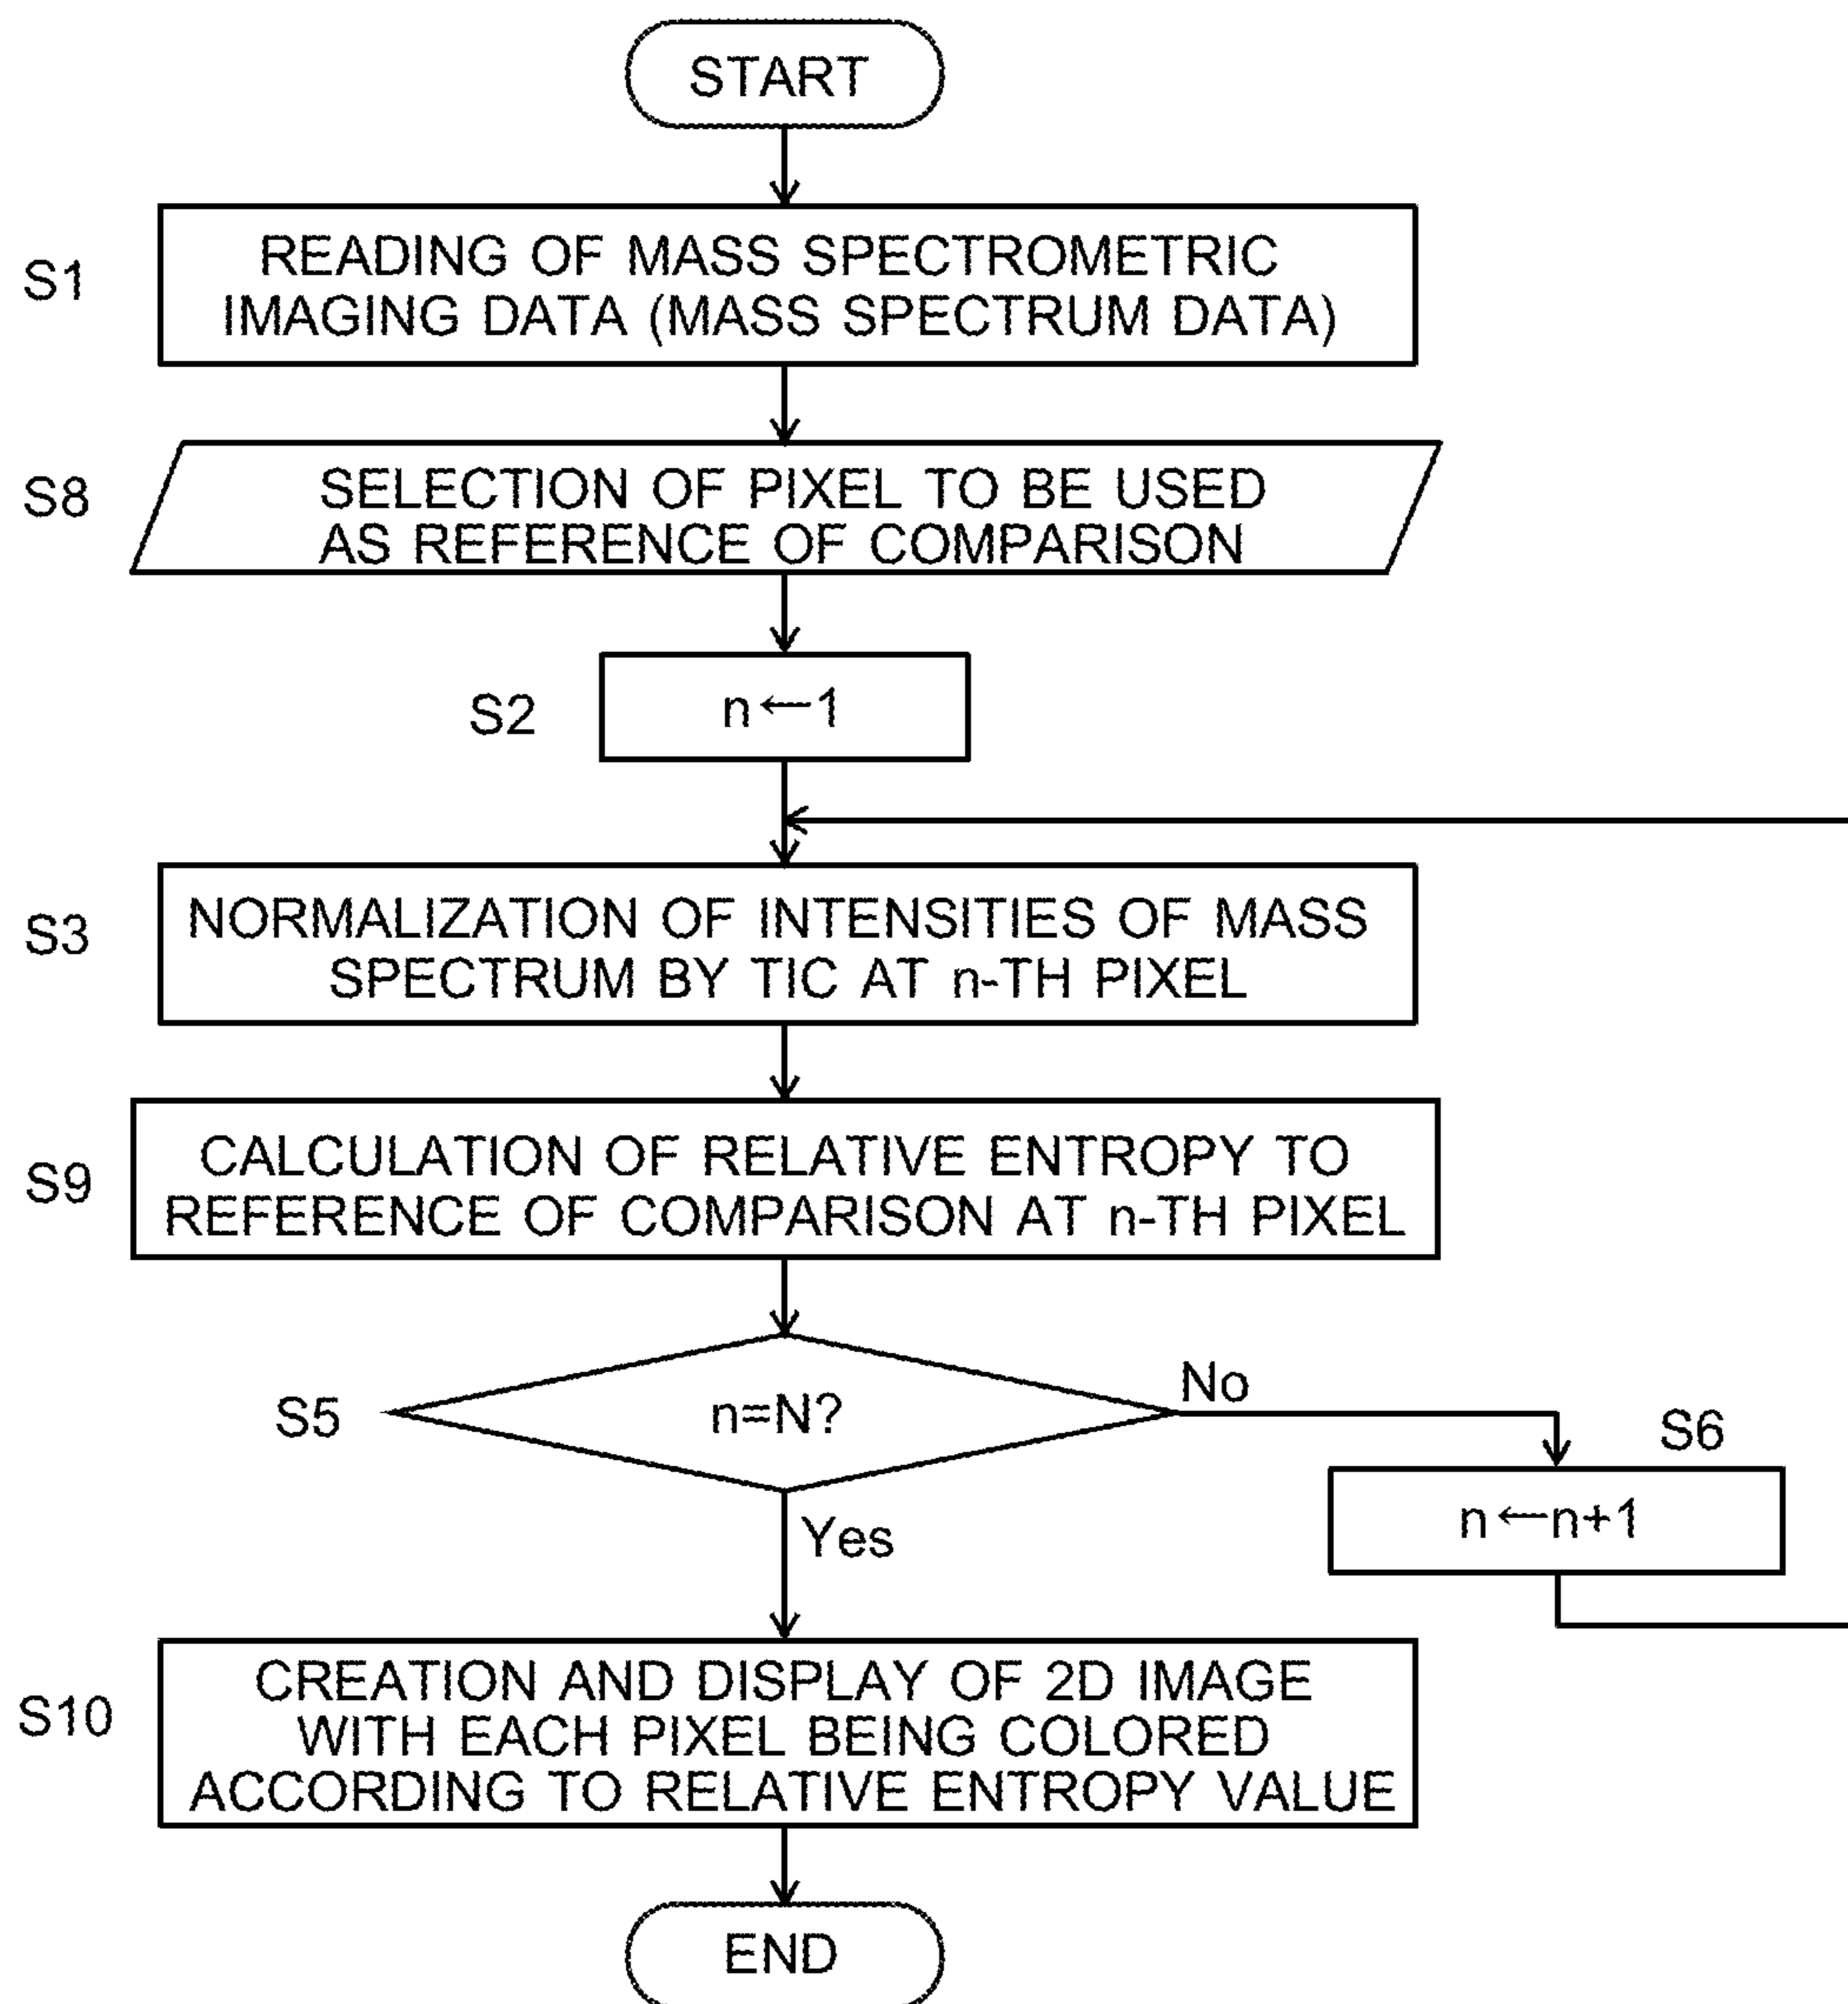 START
S1
READING OF MASS SPECTROMETRIC
IMAGING DATA (MASS SPECTRUM DATA)
S8
SELECTION OF PIXEL TO BE USED
AS REFERENCE OF COMPARISON
S2
n←1
S3
NORMALIZATION OF INTENSITIES OF MASS
SPECTRUM BY TIC AT n-TH PIXEL
S9
CALCULATION OF RELATIVE ENTROPY TO
REFERENCE OF COMPARISON AT n-TH PIXEL
S5
n=N?
No
S6
n←n+1
Yes
S10
CREATION AND DISPLAY OF 2D IMAGE
WITH EACH PIXEL BEING COLORED
ACCORDING TO RELATIVE ENTROPY VALUE
END